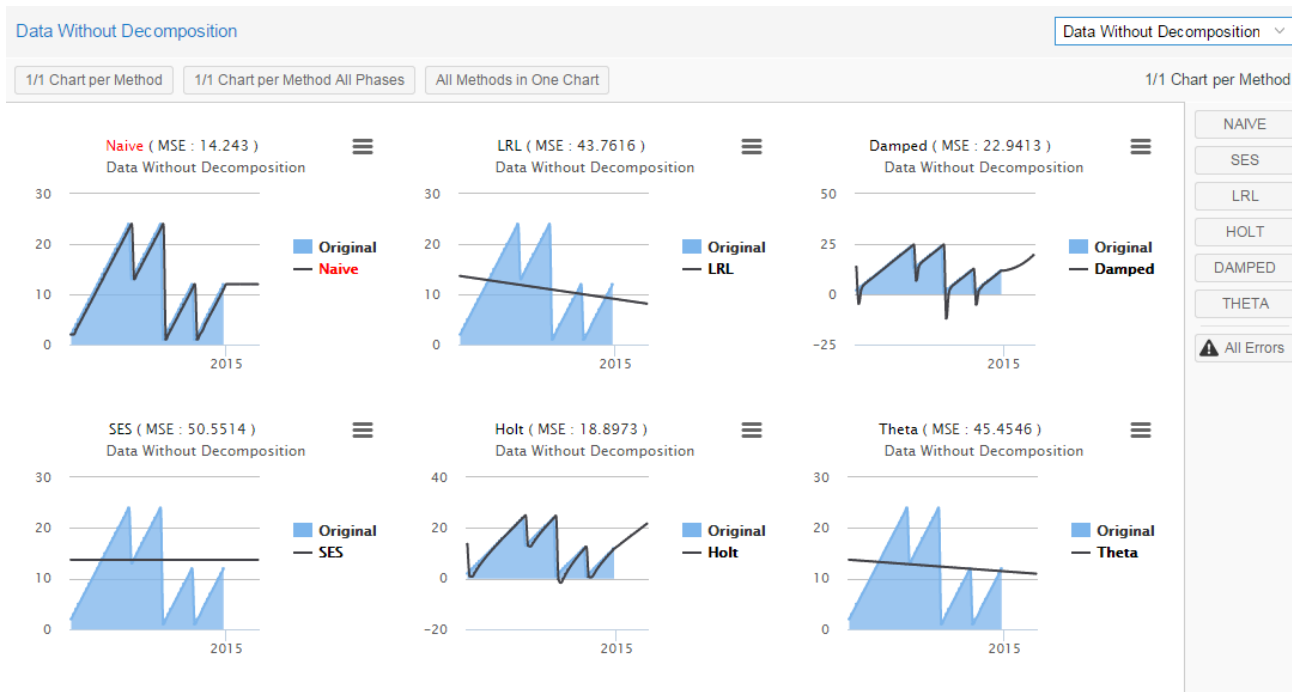 Data Without Decomposition
Data Without Decomposition
1/1 Chart per Method
1/1 Chart per Method All Phases
All Methods in One Chart
1/1 Chart per Method
Naive ( MSE : 14.243 )
Data Without Decomposition
30
20
10
0
2015
Original
Naive
LRL ( MSE : 43.7616 )
Data Without Decomposition
30
20
10
0
2015
Original
LRL
Damped ( MSE : 22.9413 )
Data Without Decomposition
50
25
0
−25
2015
Original
Damped
SES ( MSE : 50.5514 )
Data Without Decomposition
30
20
10
0
2015
Original
SES
Holt ( MSE : 18.8973 )
Data Without Decomposition
40
20
0
−20
2015
Original
Holt
Theta ( MSE : 45.4546 )
Data Without Decomposition
30
20
10
0
2015
Original
Theta
NAIVE
SES
LRL
HOLT
DAMPED
THETA
All Errors